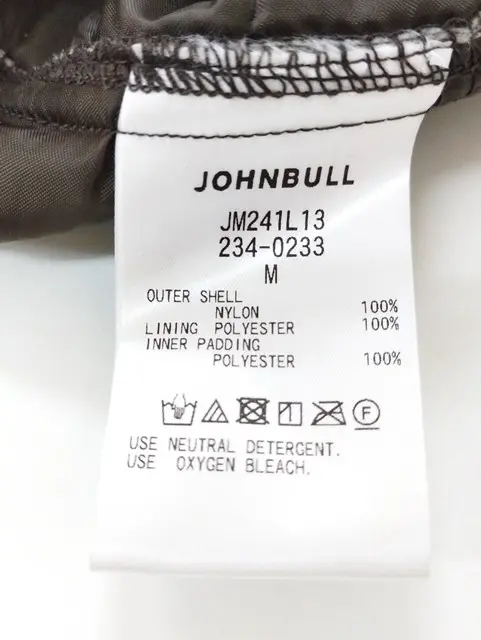 JOHNBULL
JM241L13
234-0233
M
OUTER SHELL
NYLON 100%
LINING POLYESTER 100%
INNER PADDING
POLYESTER 100%
F
USE NEUTRAL DETERGENT.
USE OXYGEN BLEACH.